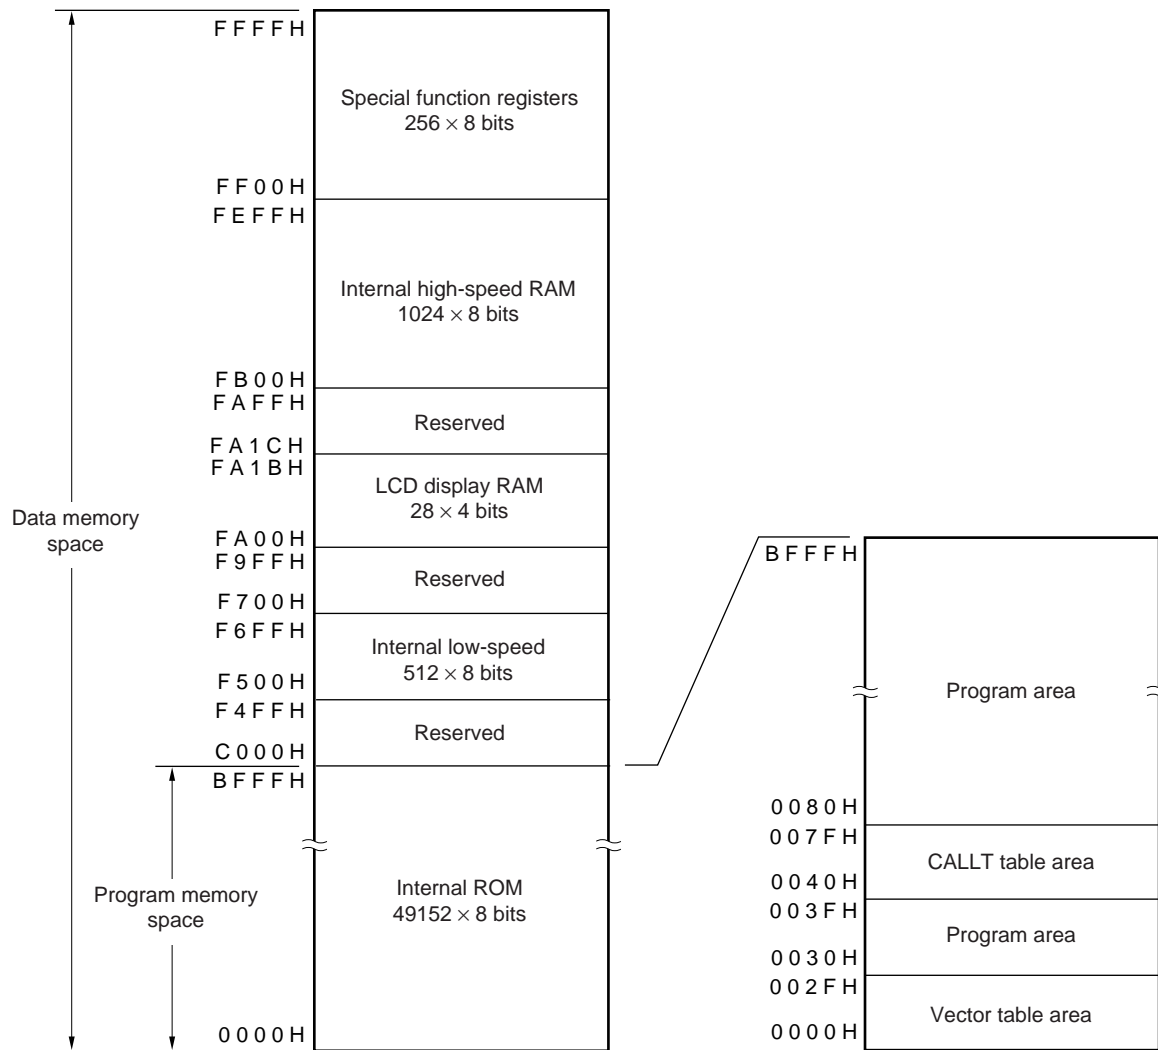 FFFFH
Special function registers
256 × 8 bits
FF00H
FEFFH
Internal high-speed RAM
1024 × 8 bits
FB00H
FAFFH
Reserved
FA1CH
FA1BH
LCD display RAM
28 × 4 bits
Data memory
space
FA00H
F9FFH
Reserved
F700H
F6FFH
Internal low-speed
512 × 8 bits
F500H
F4FFH
Reserved
C000H
BFFFH
Program memory
space
Internal ROM
49152 × 8 bits
0000H
BFFFH
Program area
0080H
007FH
CALLT table area
0040H
003FH
Program area
0030H
002FH
Vector table area
0000H